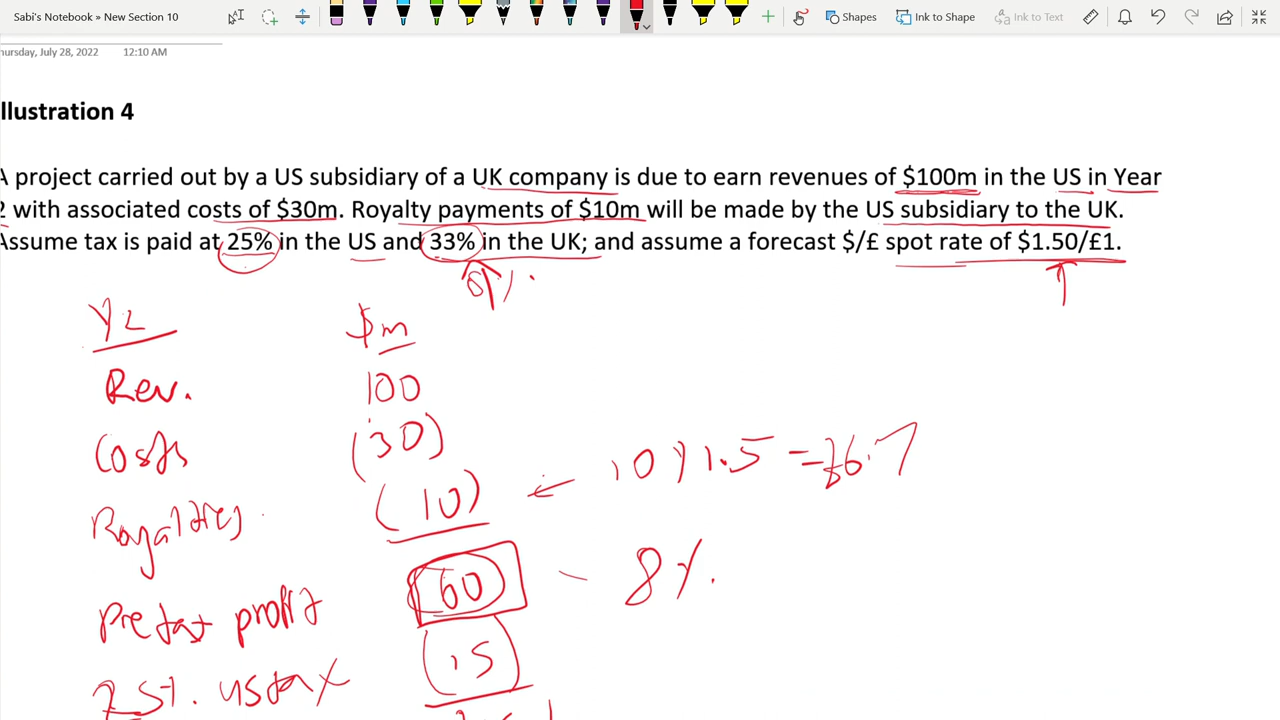 Sabi's Notebook » New Section 10
Shapes
Ink to Shape
Ink to Text
hursday, July 28, 2022 12:10 AM
llustration 4
A project carried out by a US subsidiary of a UK company is due to earn revenues of $100m in the US in Year
2 with associated costs of $30m. Royalty payments of $10m will be made by the US subsidiary to the UK.
Assume tax is paid at 25% in the US and 33% in the UK; and assume a forecast $/£ spot rate of $1.50/£1.
8%.
Y2 $m
Rev. 100
Costs (30)
Royalties (10) ← 10/1.5 = £6.7
Pre tax profit 60 - 8%.
25%. US tax (15)